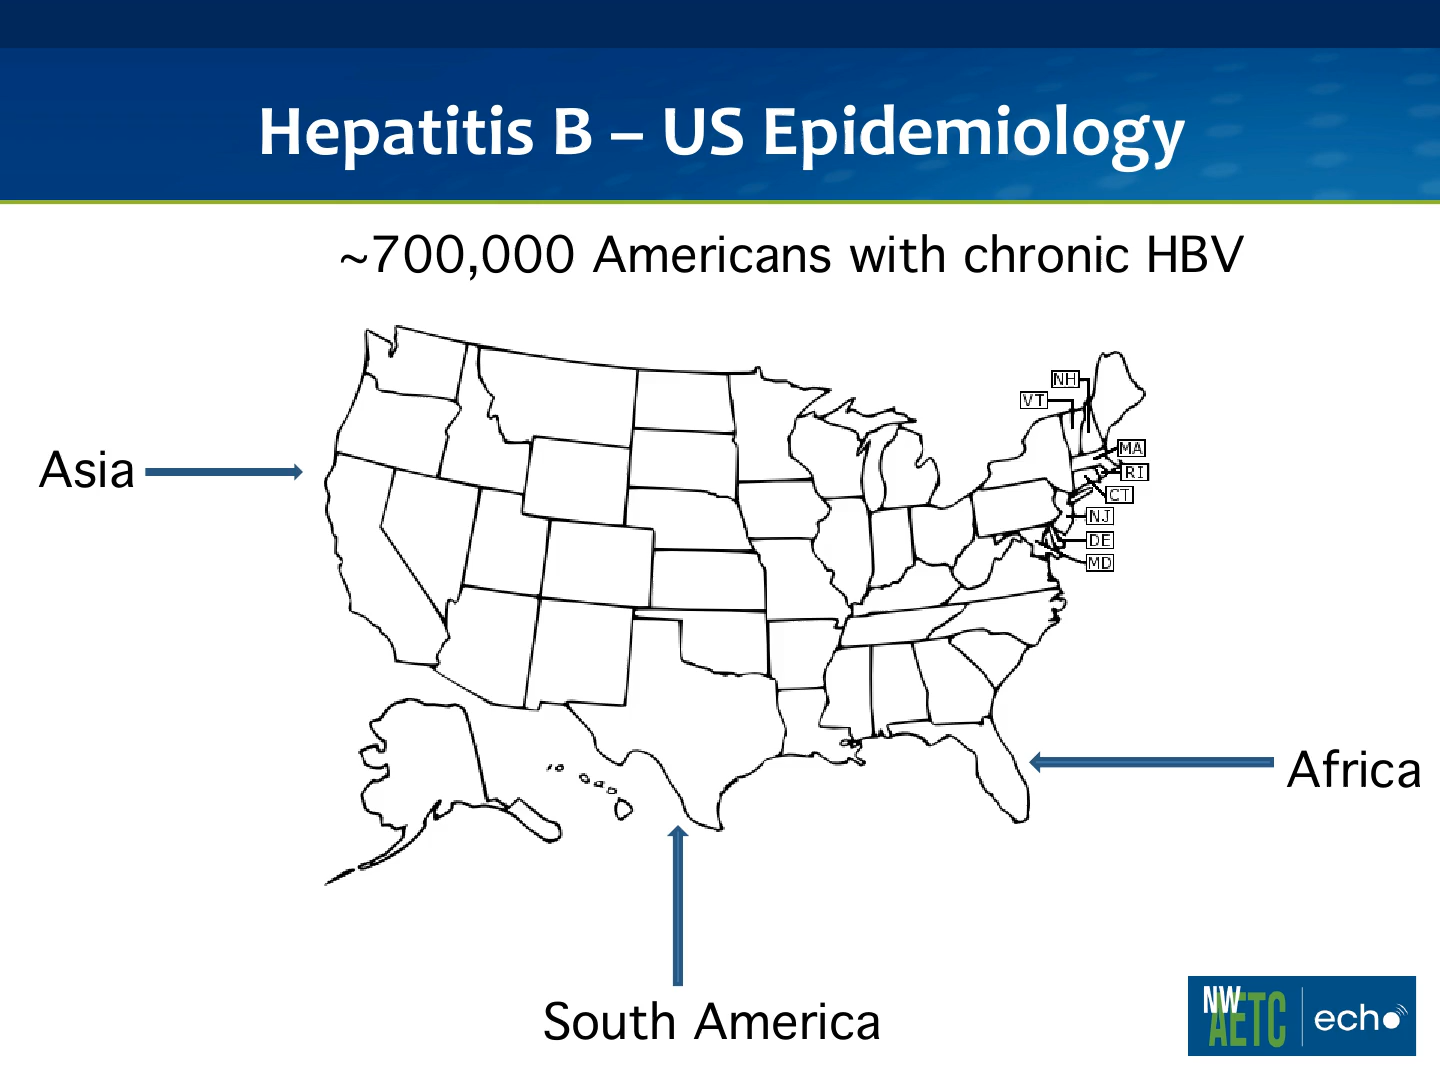 Hepatitis B – US Epidemiology
~700,000 Americans with chronic HBV
NH
VT
MA
RI
CT
NJ
DE
MD
Asia
Africa
South America
NW
AETC
echo